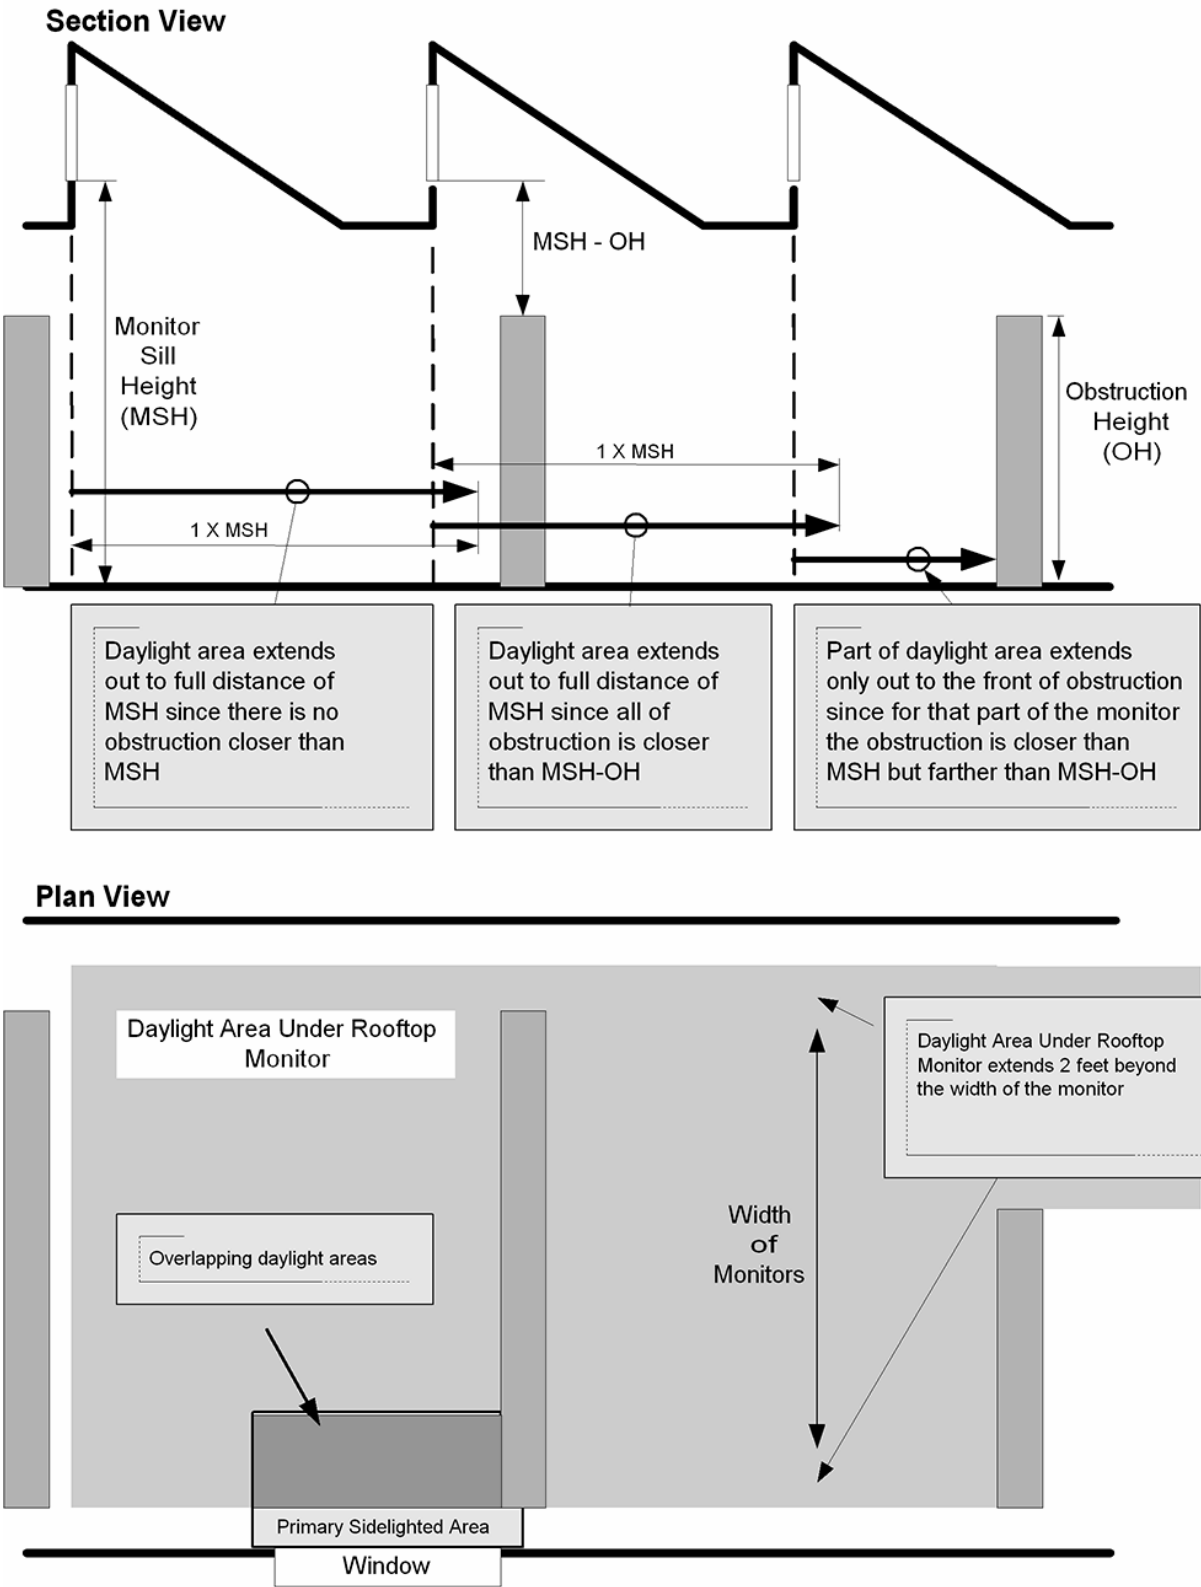 Section View
MSH - OH
Monitor
Sill
Height
(MSH)
Obstruction
Height
(OH)
1 X MSH
1 X MSH
Daylight area extends
out to full distance of
MSH since there is no
obstruction closer than
MSH
Daylight area extends
out to full distance of
MSH since all of
obstruction is closer
than MSH-OH
Part of daylight area extends
only out to the front of obstruction
since for that part of the monitor
the obstruction is closer than
MSH but farther than MSH-OH
Plan View
Daylight Area Under Rooftop
Monitor
Daylight Area Under Rooftop
Monitor extends 2 feet beyond
the width of the monitor
Width
of
Monitors
Overlapping daylight areas
Primary Sidelighted Area
Window